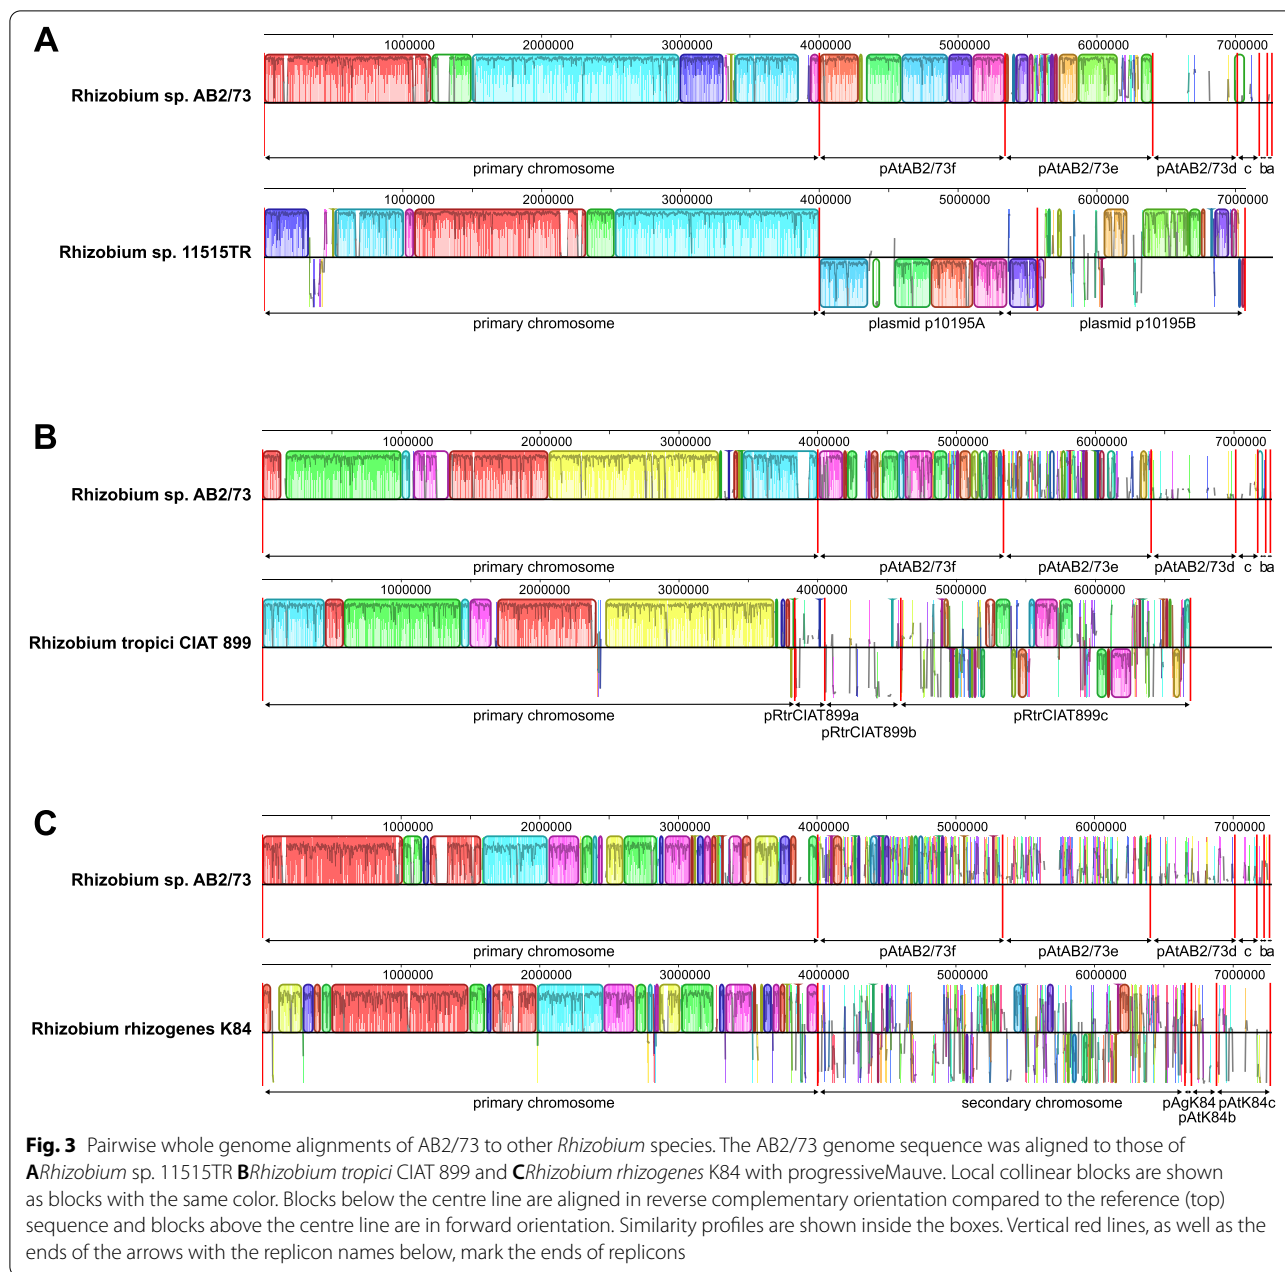 A
1000000 2000000 3000000 4000000 5000000 6000000 7000000
Rhizobium sp. AB2/73
primary chromosome pAtAB2/73f pAtAB2/73e pAtAB2/73d c ba
1000000 2000000 3000000 4000000 5000000 6000000 7000000
Rhizobium sp. 11515TR
primary chromosome plasmid p10195A plasmid p10195B
B
1000000 2000000 3000000 4000000 5000000 6000000 7000000
Rhizobium sp. AB2/73
primary chromosome pAtAB2/73f pAtAB2/73e pAtAB2/73d c ba
1000000 2000000 3000000 4000000 5000000 6000000
Rhizobium tropici CIAT 899
primary chromosome pRtrCIAT899a pRtrCIAT899c
pRtrCIAT899b
C
1000000 2000000 3000000 4000000 5000000 6000000 7000000
Rhizobium sp. AB2/73
primary chromosome pAtAB2/73f pAtAB2/73e pAtAB2/73d c ba
1000000 2000000 3000000 4000000 5000000 6000000 7000000
Rhizobium rhizogenes K84
primary chromosome secondary chromosome pAgK84 pAtK84c
pAtK84b
Fig. 3 Pairwise whole genome alignments of AB2/73 to other Rhizobium species. The AB2/73 genome sequence was aligned to those of
ARhizobium sp. 11515TR BRhizobium tropici CIAT 899 and CRhizobium rhizogenes K84 with progressiveMauve. Local collinear blocks are shown
as blocks with the same color. Blocks below the centre line are aligned in reverse complementary orientation compared to the reference (top)
sequence and blocks above the centre line are in forward orientation. Similarity profiles are shown inside the boxes. Vertical red lines, as well as the
ends of the arrows with the replicon names below, mark the ends of replicons